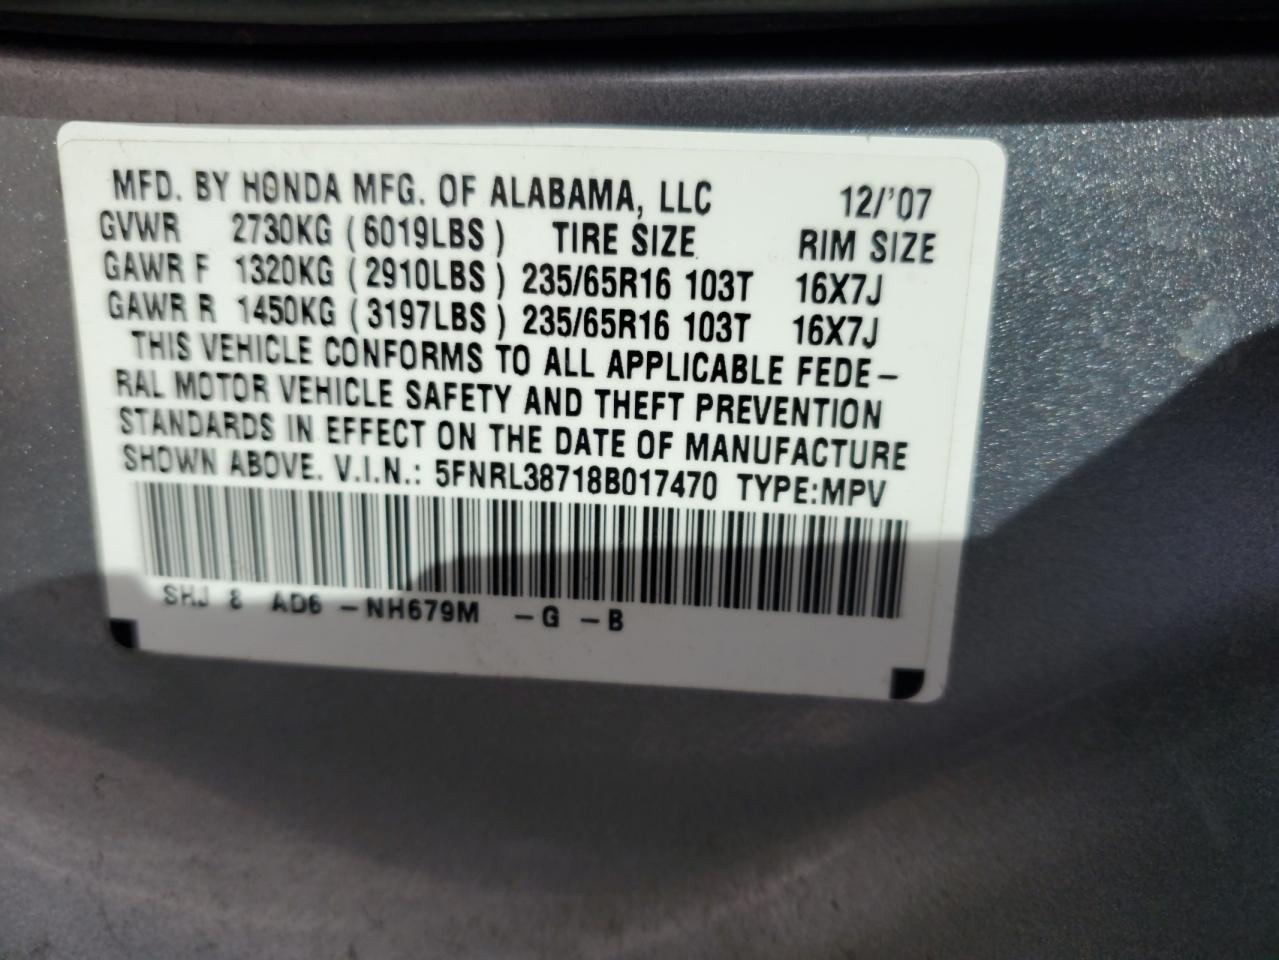 MFD. BY HONDA MFG. OF ALABAMA, LLC 12/'07
GVWR 2730KG (6019LBS) TIRE SIZE RIM SIZE
GAWR F 1320KG (2910LBS) 235/65R16 103T 16X7J
GAWR R 1450KG (3197LBS) 235/65R16 103T 16X7J
THIS VEHICLE CONFORMS TO ALL APPLICABLE FEDE-
RAL MOTOR VEHICLE SAFETY AND THEFT PREVENTION
STANDARDS IN EFFECT ON THE DATE OF MANUFACTURE
SHOWN ABOVE. V.I.N.: 5FNRL38718B017470 TYPE:MPV
SHJ 8 AD6 -NH679M -G -B